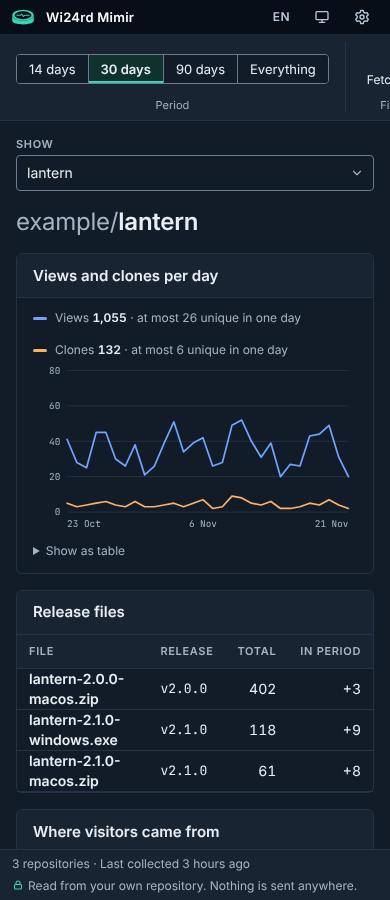 Wi24rd Mimir
EN
14 days
30 days
90 days
Everything
Period
SHOW
lantern
example/lantern
Views and clones per day
Views 1,055 · at most 26 unique in one day
Clones 132 · at most 6 unique in one day
80
60
40
20
0
23 Oct
6 Nov
21 Nov
Show as table
Release files
FILE RELEASE TOTAL IN PERIOD
lantern-2.0.0-
macos.zip
v2.0.0 402 +3
lantern-2.1.0-
windows.exe
v2.1.0 118 +9
lantern-2.1.0-
macos.zip
v2.1.0 61 +8
Where visitors came from
3 repositories · Last collected 3 hours ago
Read from your own repository. Nothing is sent anywhere.